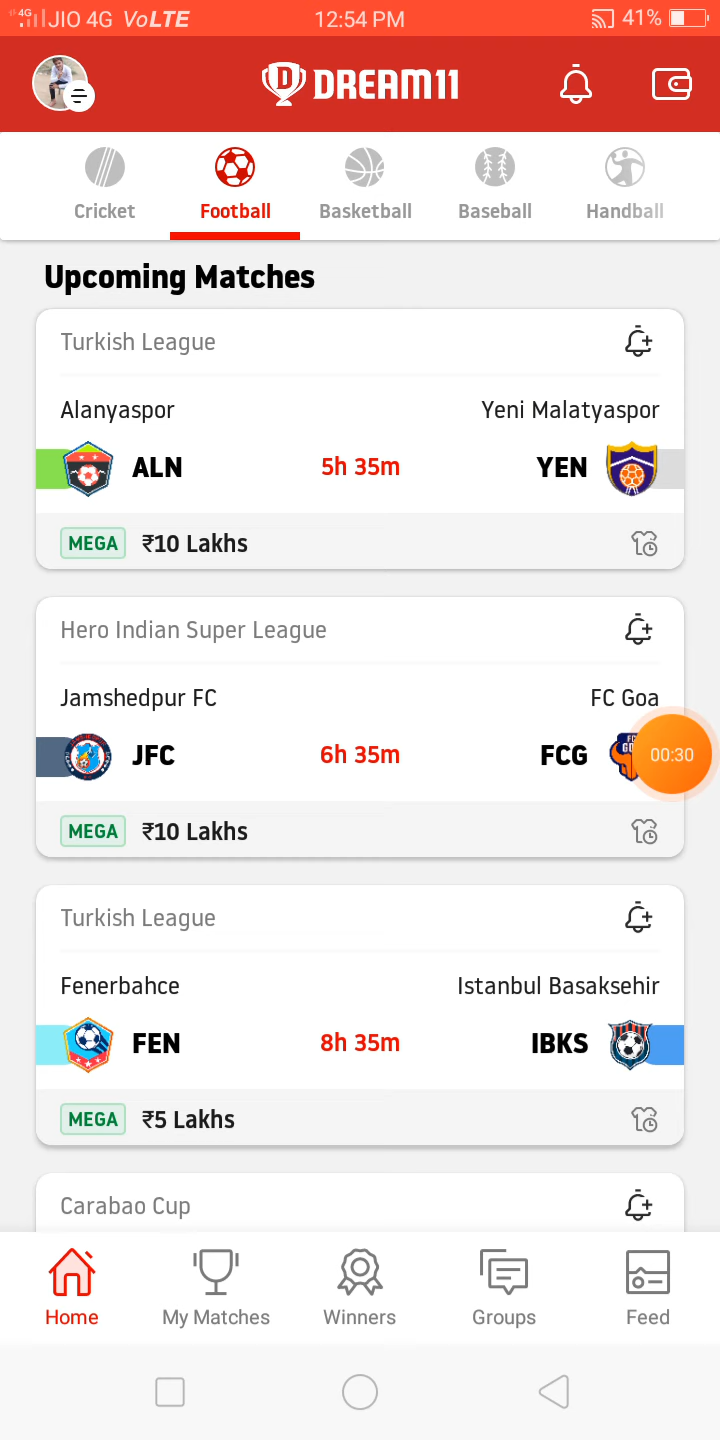 4G JIO 4G VoLTE 12:54 PM 41%
DREAM11
Cricket Football Basketball Baseball Handball
Upcoming Matches
Turkish League
Alanyaspor Yeni Malatyaspor
ALN 5h 35m YEN
MEGA ₹10 Lakhs
Hero Indian Super League
Jamshedpur FC FC Goa
JFC 6h 35m FCG
00:30
MEGA ₹10 Lakhs
Turkish League
Fenerbahce Istanbul Basaksehir
FEN 8h 35m IBKS
MEGA ₹5 Lakhs
Carabao Cup
Home My Matches Winners Groups Feed